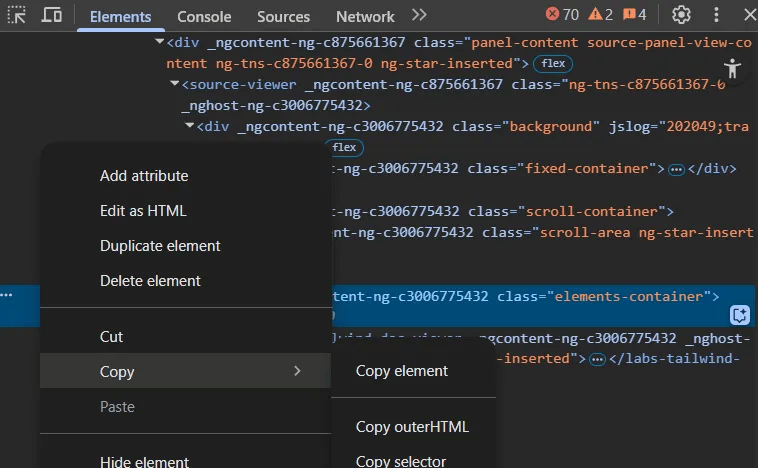 Elements Console Sources Network 70 2 4
<div _ngcontent-ng-c875661367 class="panel-content source-panel-view-co
ntent ng-tns-c875661367-0 ng-star-inserted"> flex
<source-viewer _ngcontent-ng-c875661367 class="ng-tns-c875661367-0
_nghost-ng-c3006775432>
<div _ngcontent-ng-c3006775432 class="background" jslog="202049;tra
flex
nt-ng-c3006775432 class="fixed-container">…</div>
nt-ng-c3006775432 class="scroll-container">
ent-ng-c3006775432 class="scroll-area ng-star-insert
tent-ng-c3006775432 class="elements-container">
ngcontent-ng-c3006775432 _nghost-
-inserted">…</labs-tailwind-
Add attribute
Edit as HTML
Duplicate element
Delete element
Cut
Copy
Paste
Hide element
Copy element
Copy outerHTML
Copy selector